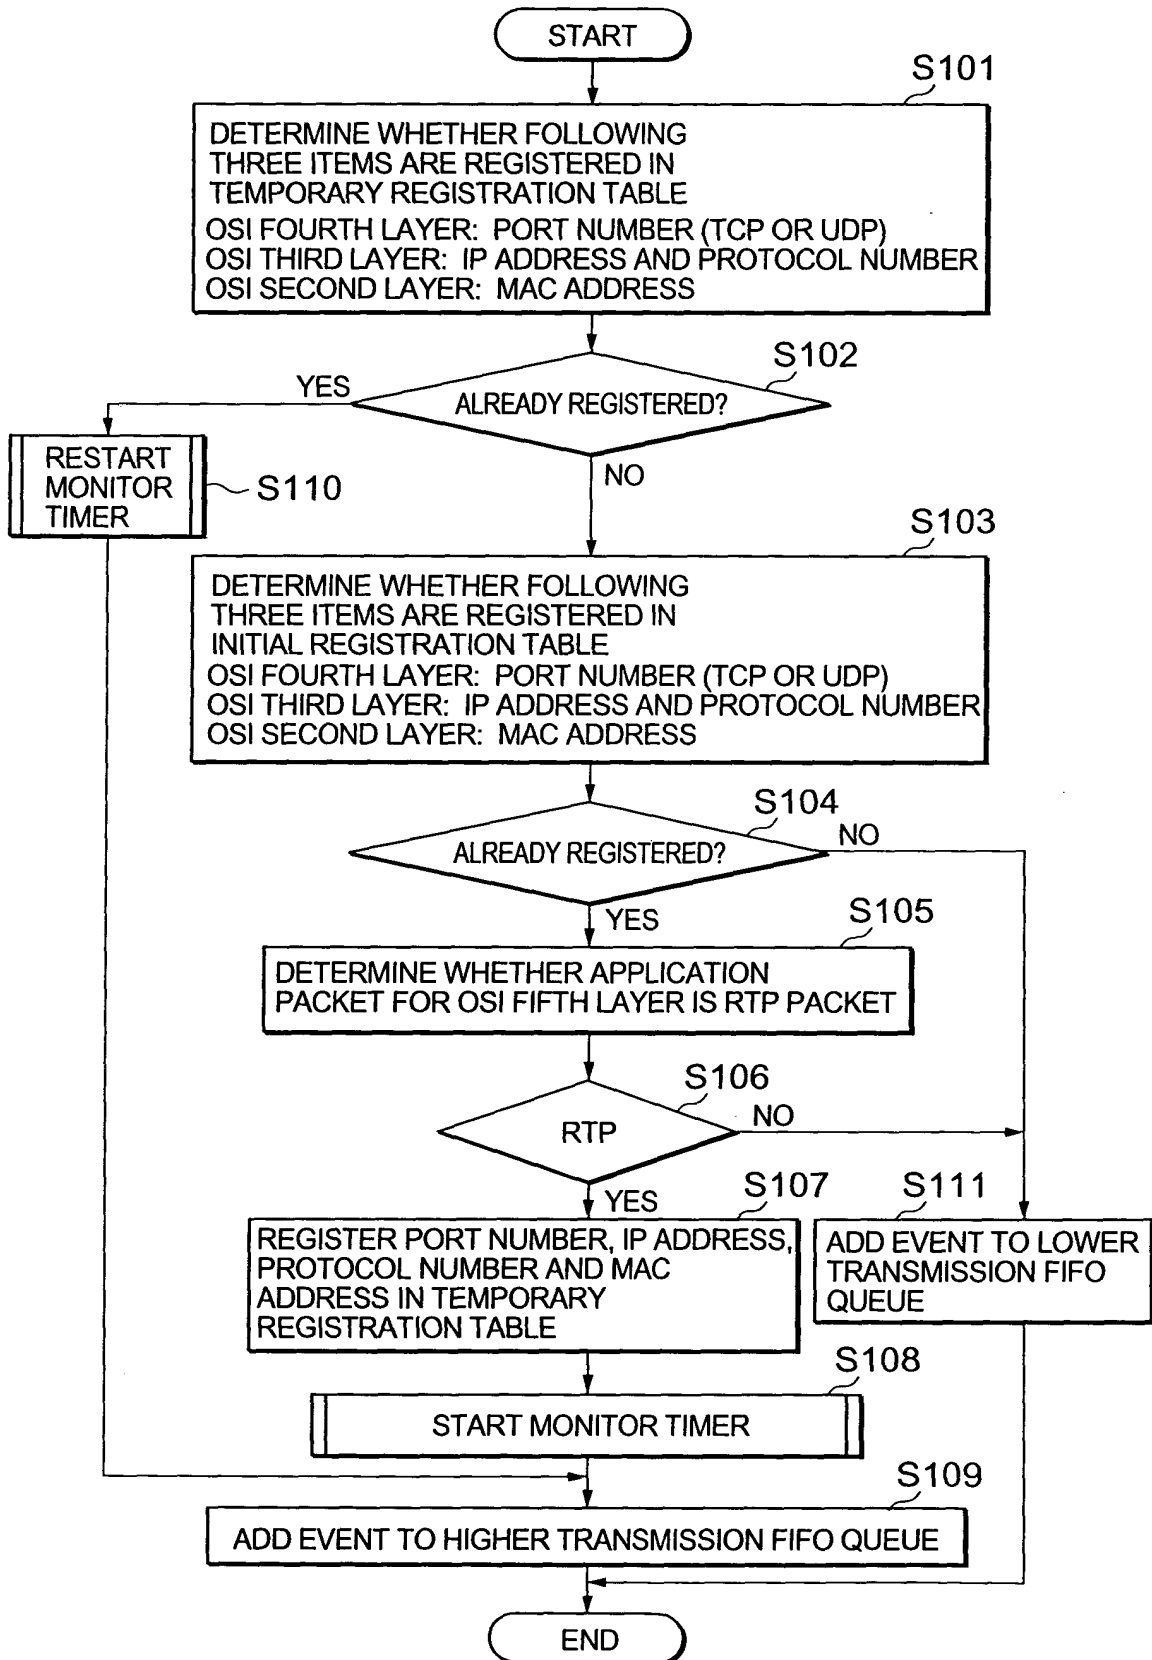 START
S101
DETERMINE WHETHER FOLLOWING
THREE ITEMS ARE REGISTERED IN
TEMPORARY REGISTRATION TABLE
OSI FOURTH LAYER: PORT NUMBER (TCP OR UDP)
OSI THIRD LAYER: IP ADDRESS AND PROTOCOL NUMBER
OSI SECOND LAYER: MAC ADDRESS
S102
YES
ALREADY REGISTERED?
NO
RESTART
MONITOR
TIMER
S110
S103
DETERMINE WHETHER FOLLOWING
THREE ITEMS ARE REGISTERED IN
INITIAL REGISTRATION TABLE
OSI FOURTH LAYER: PORT NUMBER (TCP OR UDP)
OSI THIRD LAYER: IP ADDRESS AND PROTOCOL NUMBER
OSI SECOND LAYER: MAC ADDRESS
S104
ALREADY REGISTERED?
NO
YES
S105
DETERMINE WHETHER APPLICATION
PACKET FOR OSI FIFTH LAYER IS RTP PACKET
S106
RTP
NO
YES
S107
REGISTER PORT NUMBER, IP ADDRESS,
PROTOCOL NUMBER AND MAC
ADDRESS IN TEMPORARY
REGISTRATION TABLE
S111
ADD EVENT TO LOWER
TRANSMISSION FIFO
QUEUE
S108
START MONITOR TIMER
S109
ADD EVENT TO HIGHER TRANSMISSION FIFO QUEUE
END